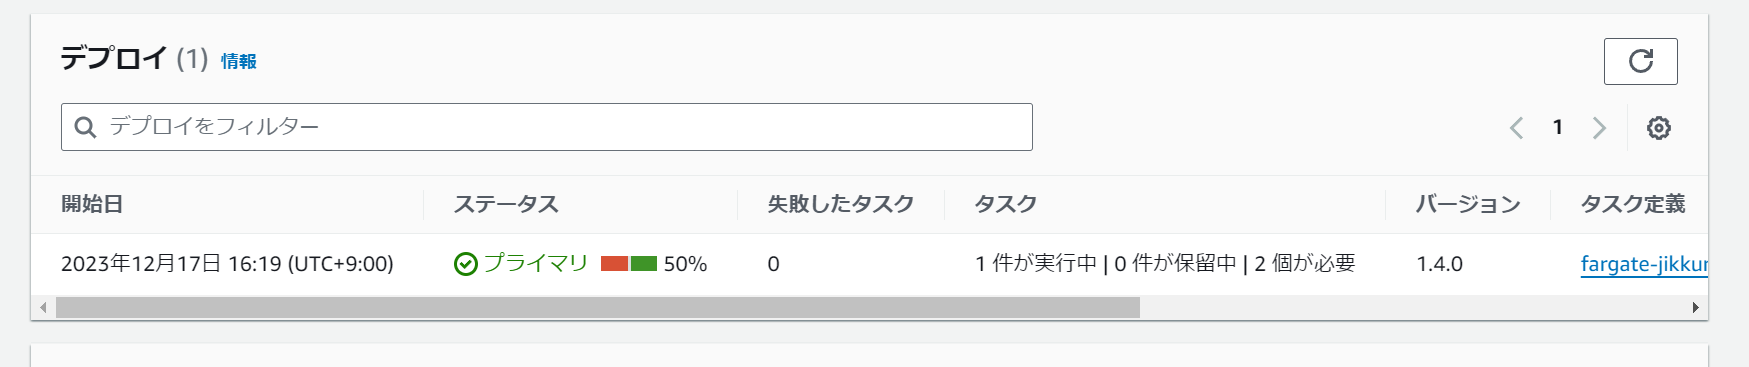 デプロイ (1) 情報
デプロイをフィルター
1
開始日 ステータス 失敗したタスク タスク バージョン タスク定義
2023年12月17日 16:19 (UTC+9:00) プライマリ 50% 0 1 件が実行中 | 0 件が保留中 | 2 個が必要 1.4.0 fargate-jikkur